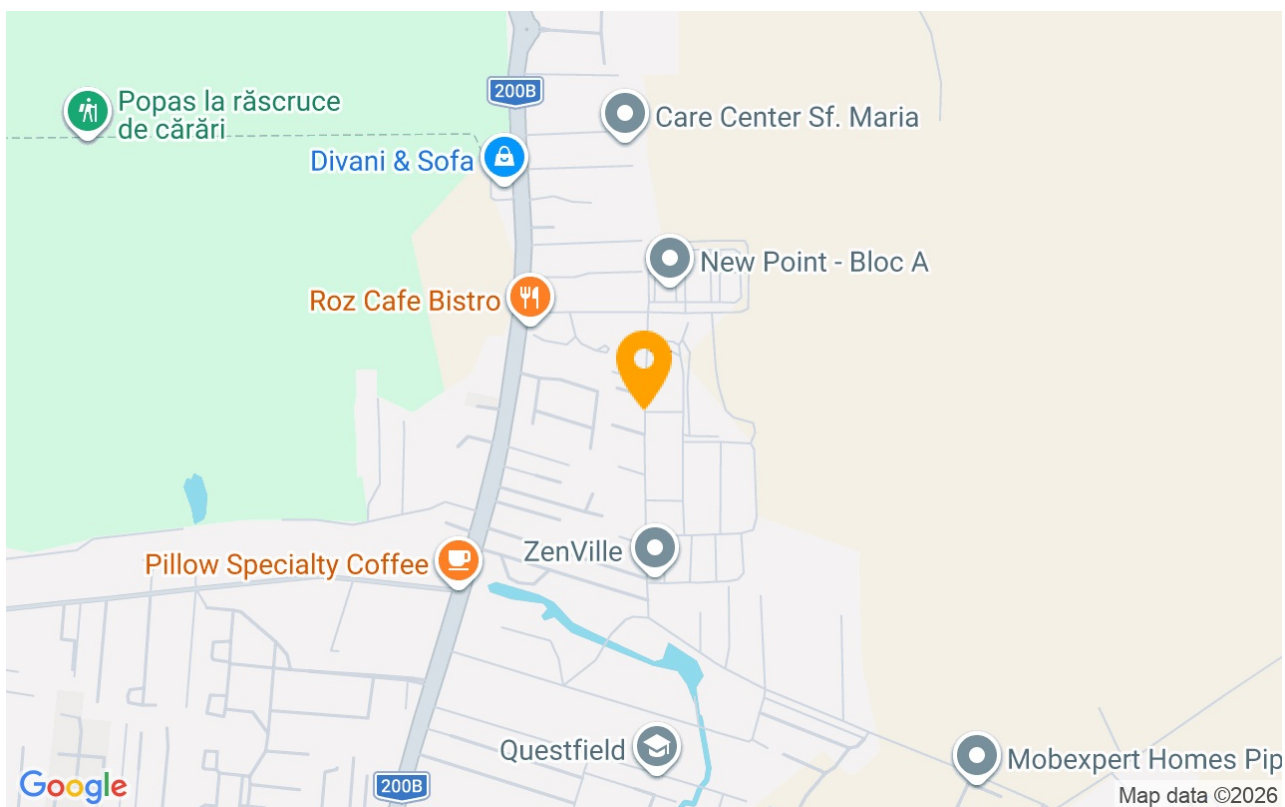 200B
Popas la răscruce
de cărări
Care Center Sf. Maria
Divani & Sofa
New Point - Bloc A
Roz Cafe Bistro
ZenVille
Pillow Specialty Coffee
Questfield
Mobexpert Homes Pip
200B
Google
Map data ©2026